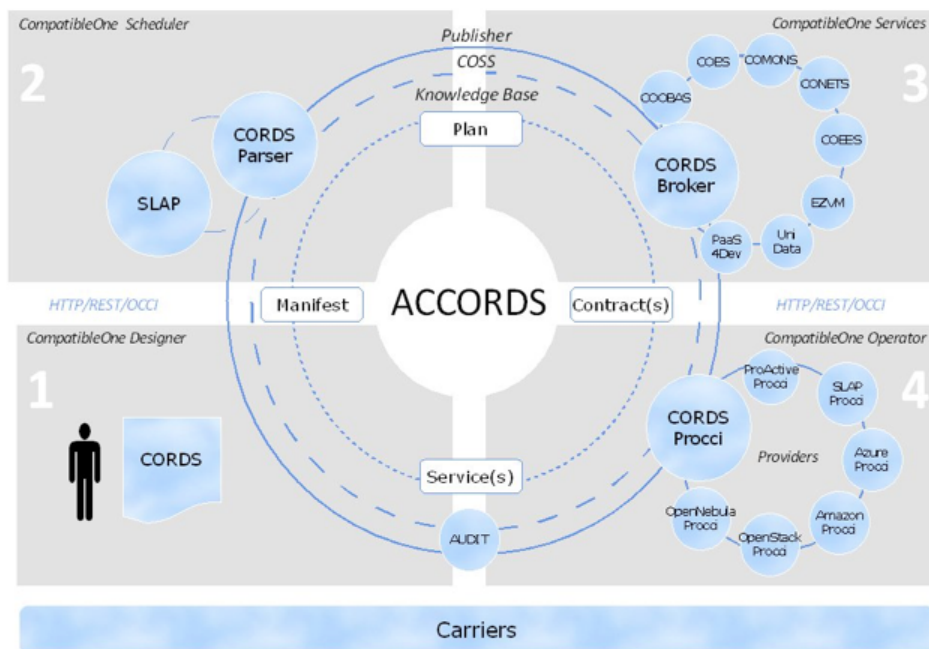 CompatibleOne Scheduler
CompatibleOne Services
2
3
Publisher
COSS
Knowledge Base
Plan
CORDS
Parser
SLAP
COOBAS
COES
COMONS
CONETS
COEES
EZVM
Uni
Data
PaaS
4Dev
CORDS
Broker
HTTP/REST/OCCI
Manifest
ACCORDS
Contract(s)
HTTP/REST/OCCI
CompatibleOne Designer
CompatibleOne Operator
1
4
CORDS
Service(s)
AUDIT
CORDS
Procci
ProActive
Procci
SLAP
Procci
Providers
Azure
Procci
Amazon
Procci
OpenStack
Procci
OpenNebula
Procci
Carriers